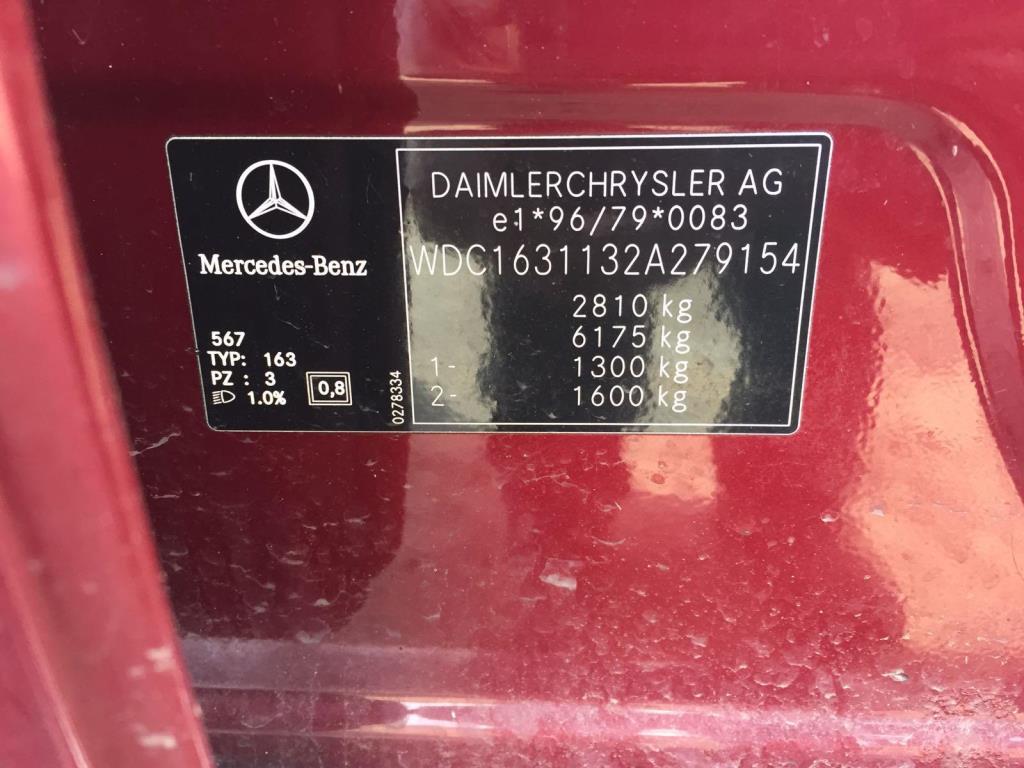 Mercedes-Benz
567
TYP: 163
PZ : 3
1.0%
0,8
0278334
DAIMLERCHRYSLER AG
e1*96/79*0083
WDC1631132A279154
2810 kg
6175 kg
1- 1300 kg
2- 1600 kg